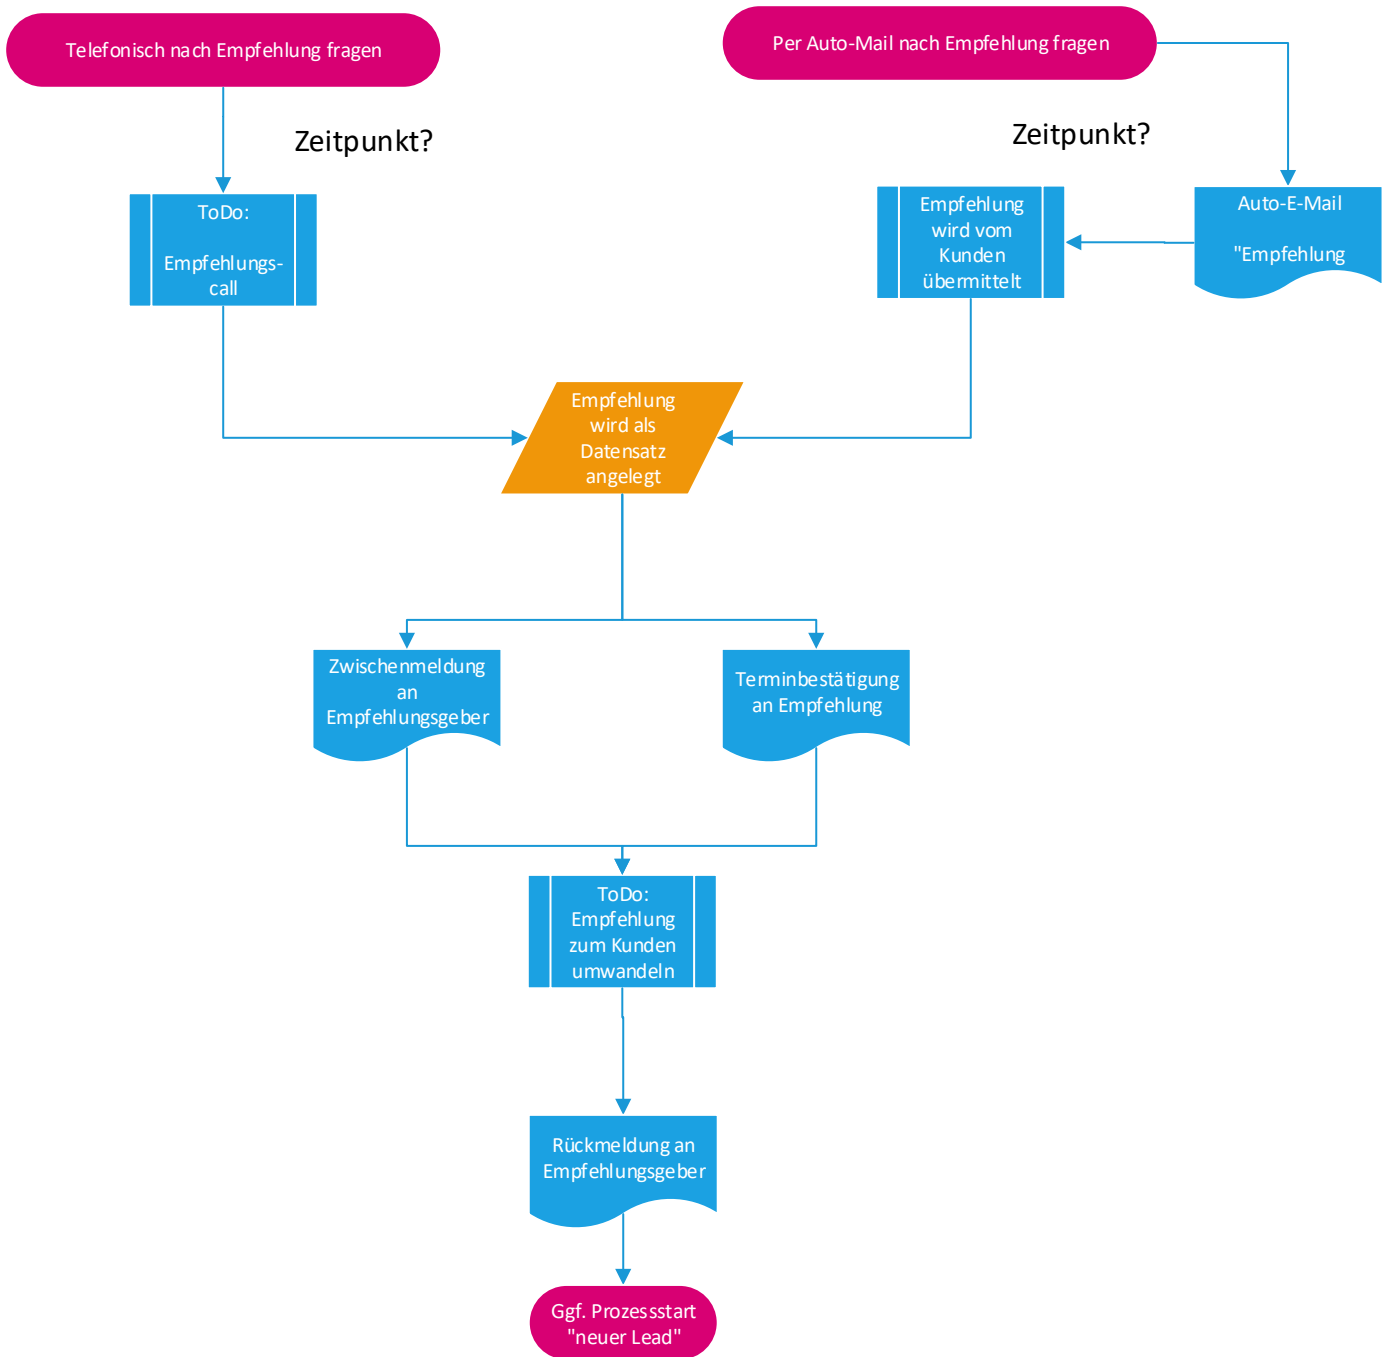 Telefonisch nach Empfehlung fragen
Per Auto-Mail nach Empfehlung fragen
Zeitpunkt?
Zeitpunkt?
ToDo:
Empfehlungs-
call
Empfehlung
wird vom
Kunden
übermittelt
Auto-E-Mail
"Empfehlung
Empfehlung
wird als
Datensatz
angelegt
Zwischenmeldung
an
Empfehlungsgeber
Terminbestätigung
an Empfehlung
ToDo:
Empfehlung
zum Kunden
umwandeln
Rückmeldung an
Empfehlungsgeber
Ggf. Prozessstart
"neuer Lead"